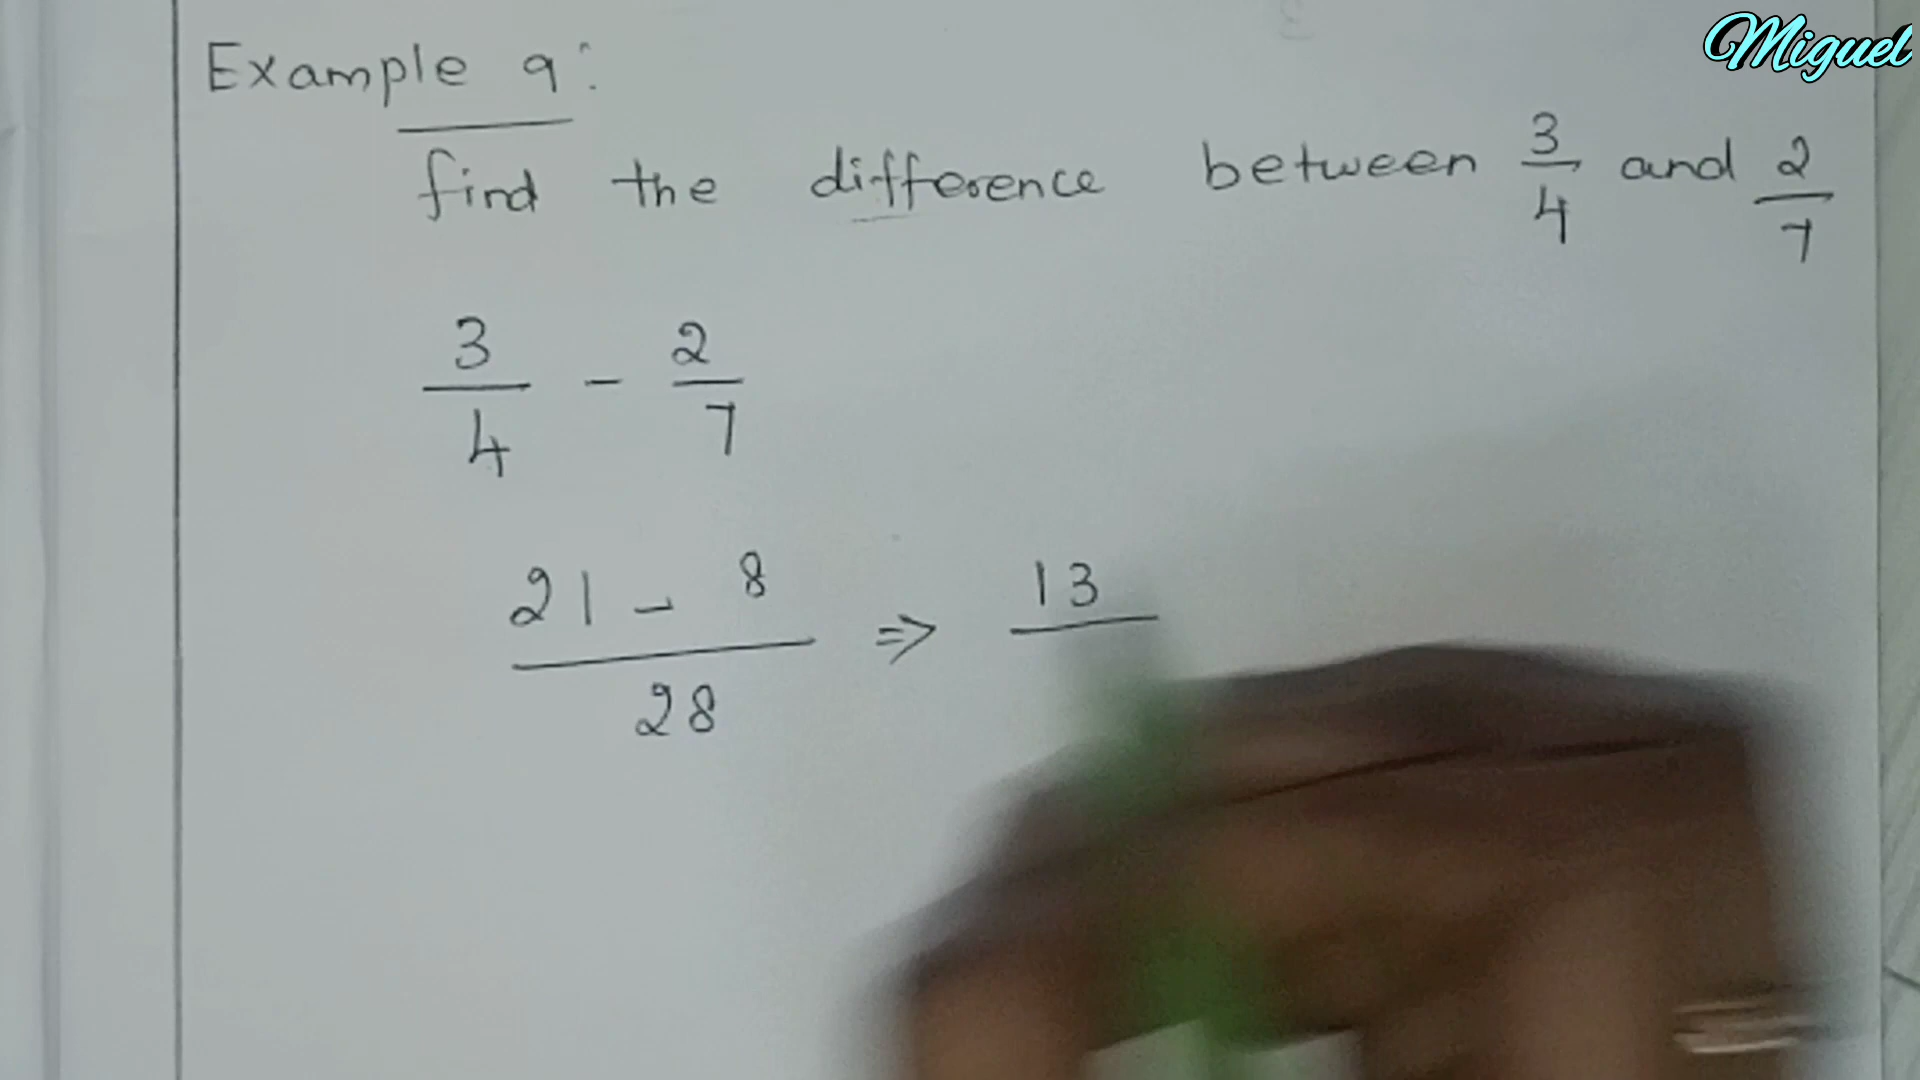 Miguel
Example 9:
find the difference between 3/4 and 2/7
3/4 - 2/7
21 - 8 / 28 => 13 /